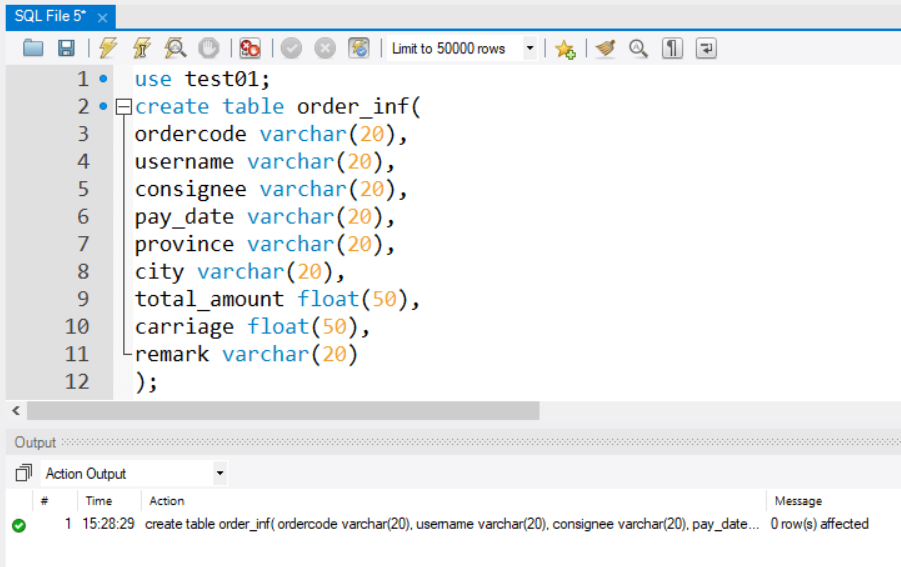 SQL File 5*
Limit to 50000 rows
1 use test01;
2 create table order_inf(
3 ordercode varchar(20),
4 username varchar(20),
5 consignee varchar(20),
6 pay_date varchar(20),
7 province varchar(20),
8 city varchar(20),
9 total_amount float(50),
10 carriage float(50),
11 remark varchar(20)
12 );
Output
Action Output
# Time Action Message
1 15:28:29 create table order_inf( ordercode varchar(20), username varchar(20), consignee varchar(20), pay_date... 0 row(s) affected